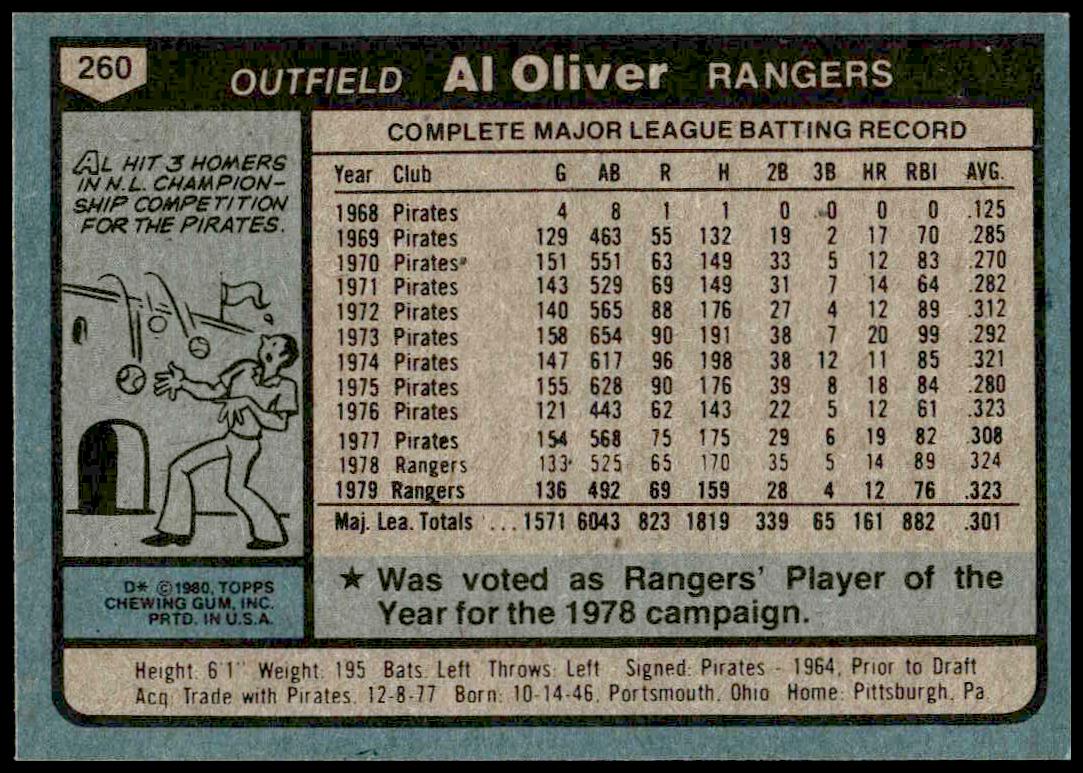 260 OUTFIELD Al Oliver RANGERS
AL HIT 3 HOMERS
IN N.L. CHAMPION-
SHIP COMPETITION
FOR THE PIRATES.
D* ©1980, TOPPS
CHEWING GUM, INC.
PRTD. IN U.S.A.
COMPLETE MAJOR LEAGUE BATTING RECORD
Year Club G AB R H 2B 3B HR RBI AVG.
1968 Pirates 4 8 1 1 0 0 0 0 .125
1969 Pirates 129 463 55 132 19 2 17 70 .285
1970 Pirates 151 551 63 149 33 5 12 83 .270
1971 Pirates 143 529 69 149 31 7 14 64 .282
1972 Pirates 140 565 88 176 27 4 12 89 .312
1973 Pirates 158 654 90 191 38 7 20 99 .292
1974 Pirates 147 617 96 198 38 12 11 85 .321
1975 Pirates 155 628 90 176 39 8 18 84 .280
1976 Pirates 121 443 62 143 22 5 12 61 .323
1977 Pirates 154 568 75 175 29 6 19 82 .308
1978 Rangers 133 525 65 170 35 5 14 89 324
1979 Rangers 136 492 69 159 28 4 12 76 .323
Maj. Lea. Totals ... 1571 6043 823 1819 339 65 161 882 .301
★ Was voted as Rangers' Player of the
Year for the 1978 campaign.
Height: 6'1" Weight: 195 Bats: Left Throws: Left Signed: Pirates - 1964, Prior to Draft
Acq: Trade with Pirates, 12-8-77 Born: 10-14-46, Portsmouth, Ohio Home: Pittsburgh, Pa.